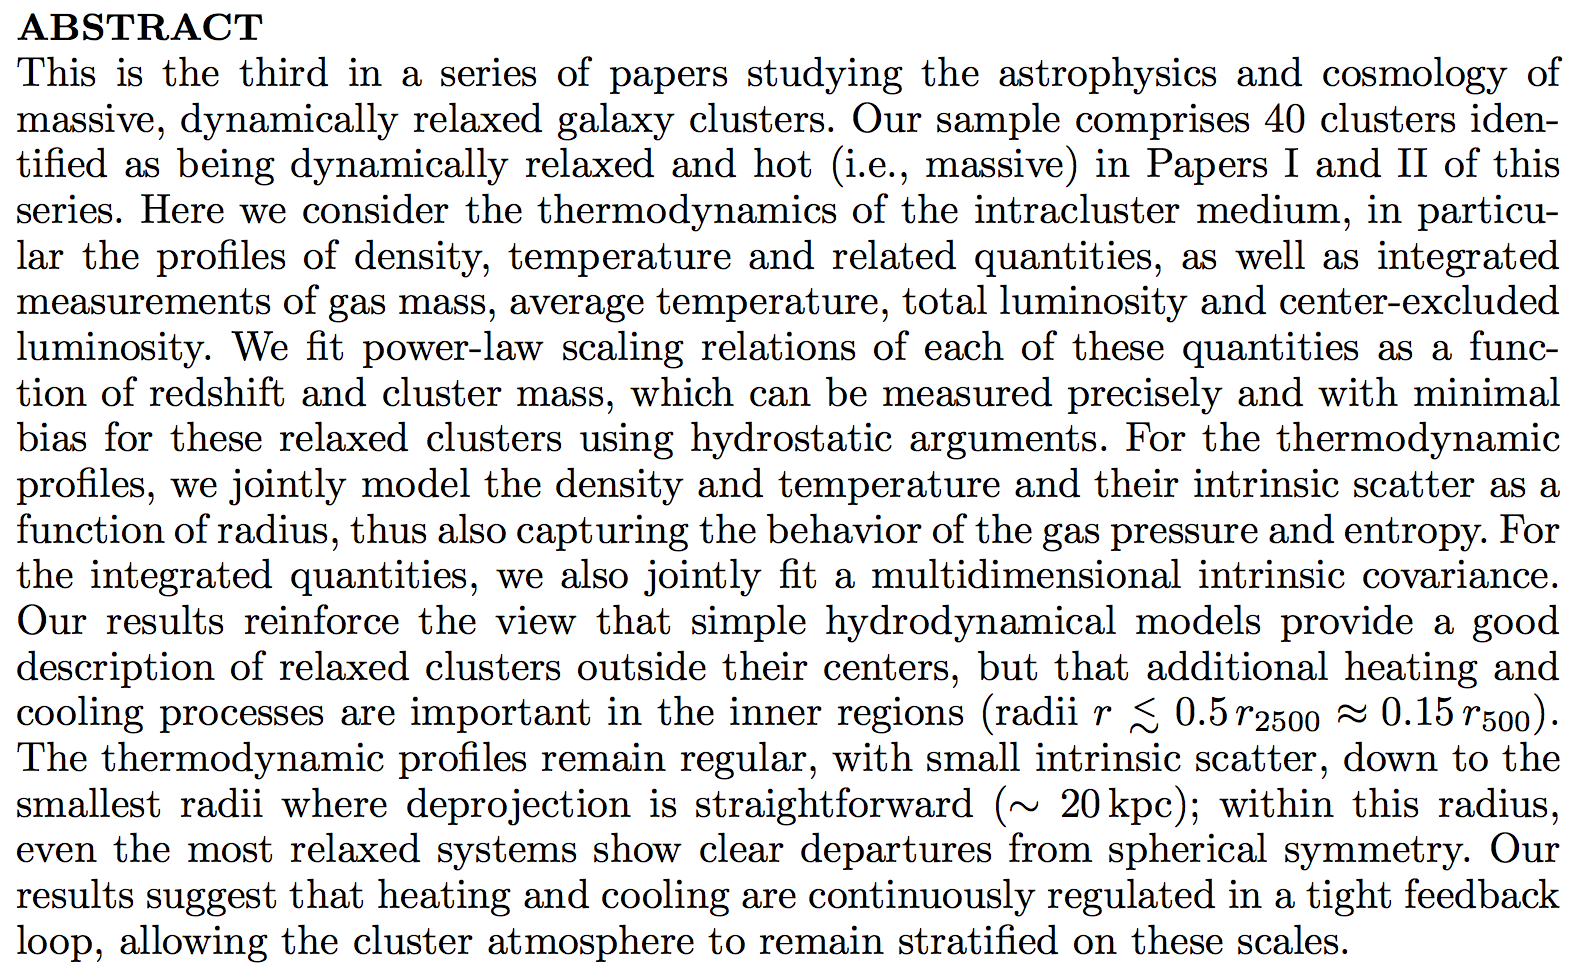 ABSTRACT
This is the third in a series of papers studying the astrophysics and cosmology of
massive, dynamically relaxed galaxy clusters. Our sample comprises 40 clusters iden-
tified as being dynamically relaxed and hot (i.e., massive) in Papers I and II of this
series. Here we consider the thermodynamics of the intracluster medium, in particu-
lar the profiles of density, temperature and related quantities, as well as integrated
measurements of gas mass, average temperature, total luminosity and center-excluded
luminosity. We fit power-law scaling relations of each of these quantities as a func-
tion of redshift and cluster mass, which can be measured precisely and with minimal
bias for these relaxed clusters using hydrostatic arguments. For the thermodynamic
profiles, we jointly model the density and temperature and their intrinsic scatter as a
function of radius, thus also capturing the behavior of the gas pressure and entropy. For
the integrated quantities, we also jointly fit a multidimensional intrinsic covariance.
Our results reinforce the view that simple hydrodynamical models provide a good
description of relaxed clusters outside their centers, but that additional heating and
cooling processes are important in the inner regions (radii r ≲ 0.5 r₂₅₀₀ ≈ 0.15 r₅₀₀).
The thermodynamic profiles remain regular, with small intrinsic scatter, down to the
smallest radii where deprojection is straightforward (∼ 20 kpc); within this radius,
even the most relaxed systems show clear departures from spherical symmetry. Our
results suggest that heating and cooling are continuously regulated in a tight feedback
loop, allowing the cluster atmosphere to remain stratified on these scales.